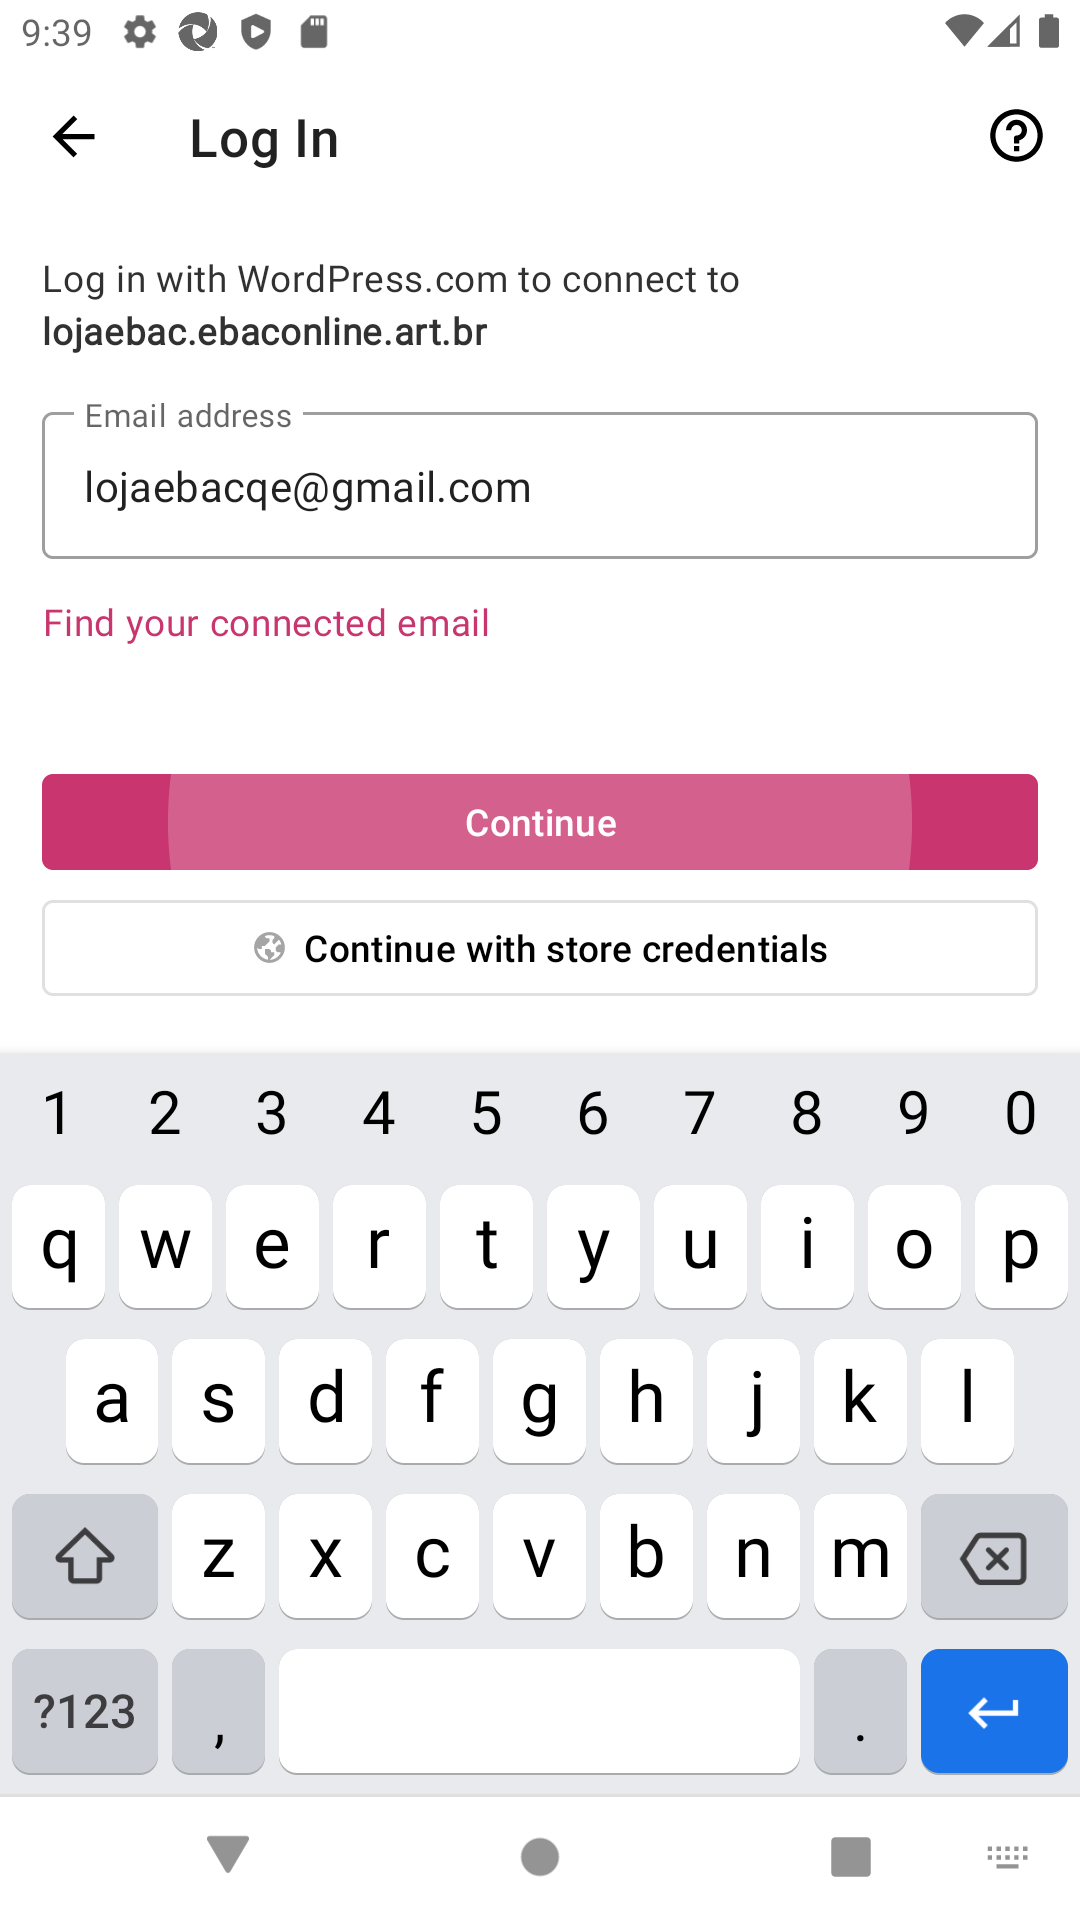 9:39
Log In
Log in with WordPress.com to connect to
lojaebac.ebaconline.art.br
Email address
lojaebacqe@gmail.com
Find your connected email
Continue
Continue with store credentials
1 2 3 4 5 6 7 8 9 0
q w e r t y u i o p
a s d f g h j k l
z x c v b n m
?123 , .